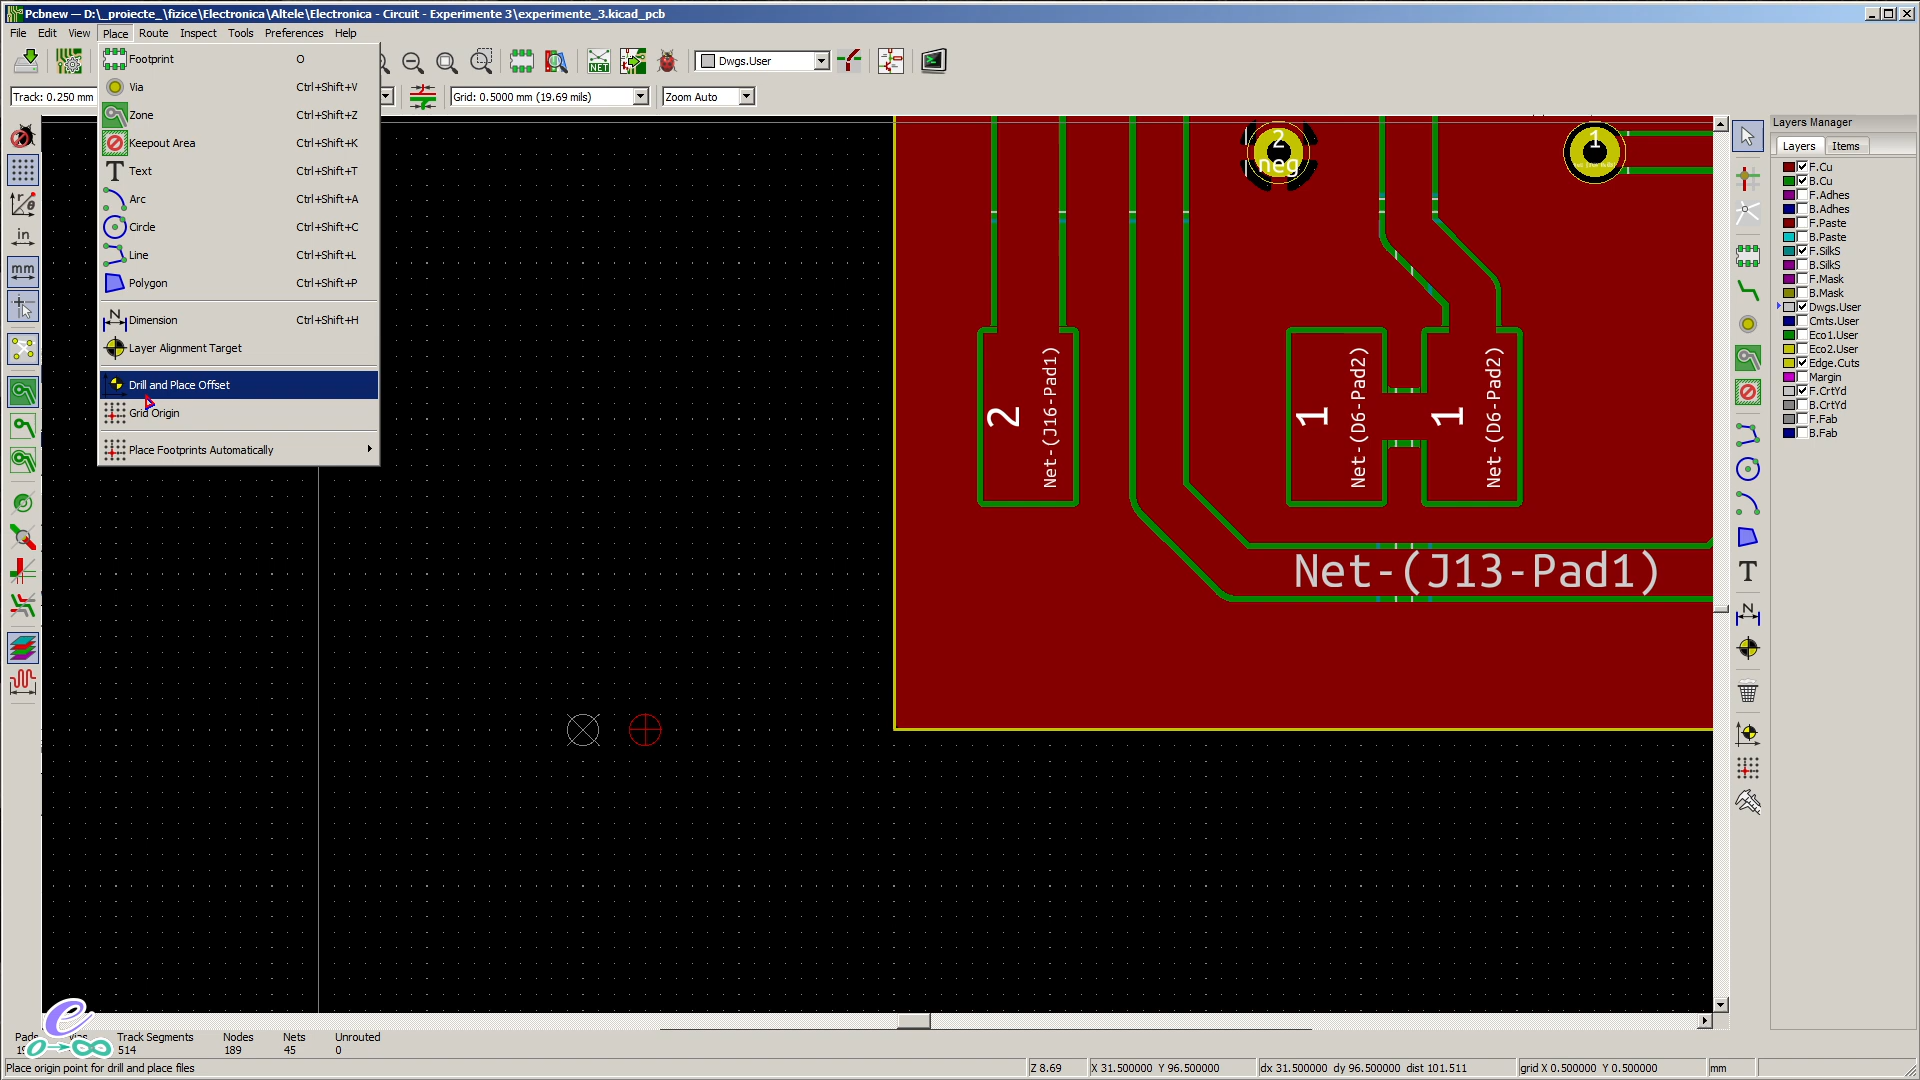 Pcbnew — D:\_proiecte_\fizice\Electronica\Altele\Electronica - Circuit - Experimente 3\experimente_3.kicad_pcb
File Edit View Place Route Inspect Tools Preferences Help
Dwgs.User
NET
Track: 0.250 mm
Grid: 0.5000 mm (19.69 mils)
Zoom Auto
Footprint O
Via Ctrl+Shift+V
Zone Ctrl+Shift+Z
Keepout Area Ctrl+Shift+K
Text Ctrl+Shift+T
Arc Ctrl+Shift+A
Circle Ctrl+Shift+C
Line Ctrl+Shift+L
Polygon Ctrl+Shift+P
Dimension Ctrl+Shift+H
Layer Alignment Target
Drill and Place Offset
Grid Origin
Place Footprints Automatically
in
mm
2
neg
1
2
Net-(J16-Pad1)
1
Net-(D6-Pad2)
1
Net-(D6-Pad2)
Net-(J13-Pad1)
Layers Manager
Layers Items
F.Cu
B.Cu
F.Adhes
B.Adhes
F.Paste
B.Paste
F.SilkS
B.SilkS
F.Mask
B.Mask
Dwgs.User
Cmts.User
Eco1.User
Eco2.User
Edge.Cuts
Margin
F.CrtYd
B.CrtYd
F.Fab
B.Fab
Pads Track Segments Nodes Nets Unrouted
514 189 45 0
Place origin point for drill and place files
Z 8.69
X 31.500000 Y 96.500000
dx 31.500000 dy 96.500000 dist 101.511
grid X 0.500000 Y 0.500000
mm